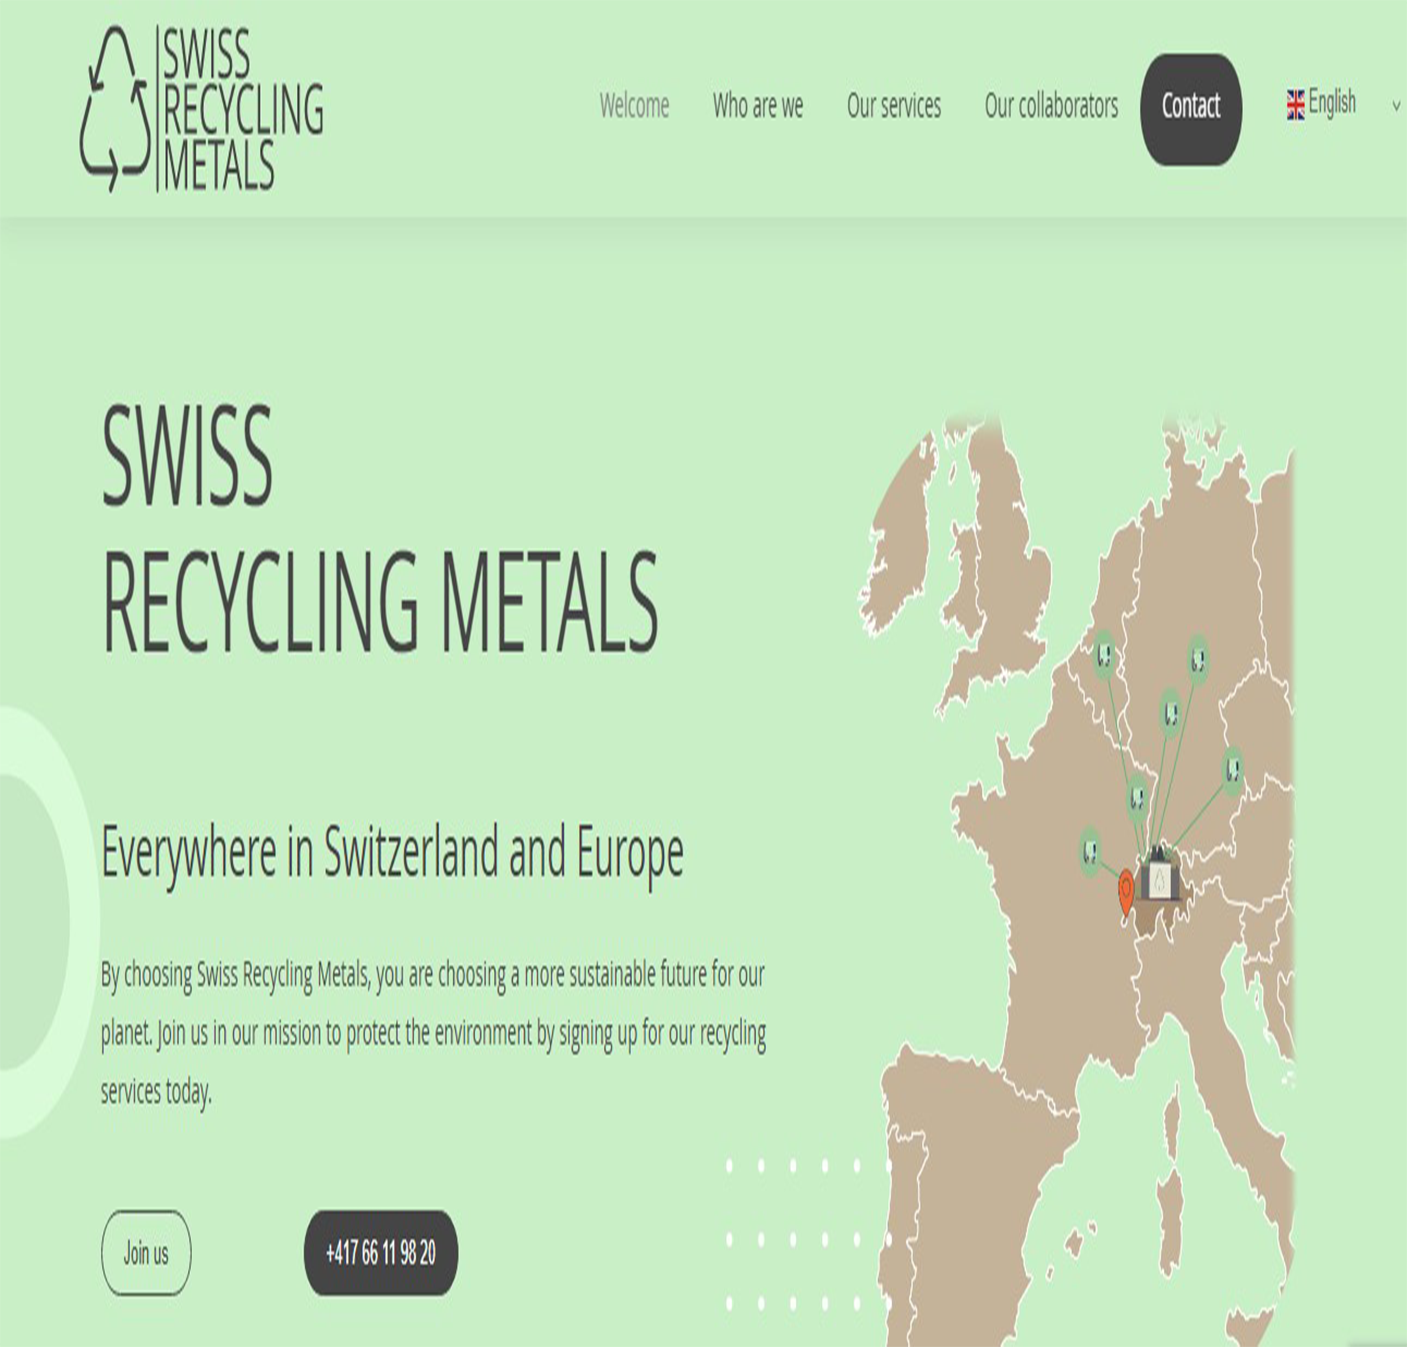 SWISS
RECYCLING
METALS
Welcome Who are we Our services Our collaborators Contact English
SWISS
RECYCLING METALS
Everywhere in Switzerland and Europe
By choosing Swiss Recycling Metals, you are choosing a more sustainable future for our
planet. Join us in our mission to protect the environment by signing up for our recycling
services today.
Join us +417 66 11 98 20